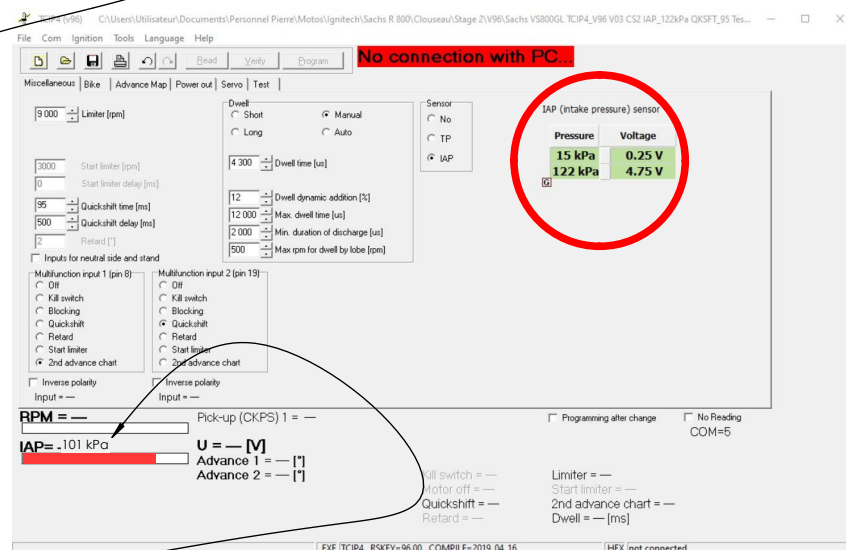 TCIP4 (v96) C:\Users\Utilisateur\Documents\Personnel Pierre\Motos\Ignitech\Sachs R 800\Clouseau\Stage 2\V96\Sachs VS800GL TCIP4_V96 V03 CS2 IAP_122kPa QKSFT_95 Tes...
File Com Ignition Tools Language Help
Read Verify Program No connection with PC...
Miscellaneous Bike Advance Map Power out Servo Test
9 000 Limiter [rpm]
3000 Start limiter [rpm]
0 Start limiter delay [ms]
95 Quickshift time [ms]
500 Quickshift delay [ms]
2 Retard [°]
Inputs for neutral side and stand
Dwell
Short Manual
Long Auto
4 300 Dwell time [us]
12 Dwell dynamic addition [%]
12 000 Max. dwell time [us]
2 000 Min. duration of discharge [us]
500 Max rpm for dwell by lobe [rpm]
Sensor
No
TP
IAP
IAP (intake pressure) sensor
Pressure Voltage
15 kPa 0.25 V
122 kPa 4.75 V
G
Multifunction input 1 (pin 8)
Off
Kill switch
Blocking
Quickshift
Retard
Start limiter
2nd advance chart
Inverse polarity
Input = —
Multifunction input 2 (pin 19)
Off
Kill switch
Blocking
Quickshift
Retard
Start limiter
2nd advance chart
Inverse polarity
Input = —
RPM = —
IAP= - 101 kPa
Pick-up (CKPS) 1 = —
U = — [V]
Advance 1 = — [°]
Advance 2 = — [°]
Kill switch = —
Motor off = —
Quickshift = —
Retard = —
Programming after change No Reading
COM=5
Limiter = —
Start limiter = —
2nd advance chart = —
Dwell = — [ms]
EXE TCIP4, RSKEY=96.00, COMPILE=2019.04.16 HEX not connected